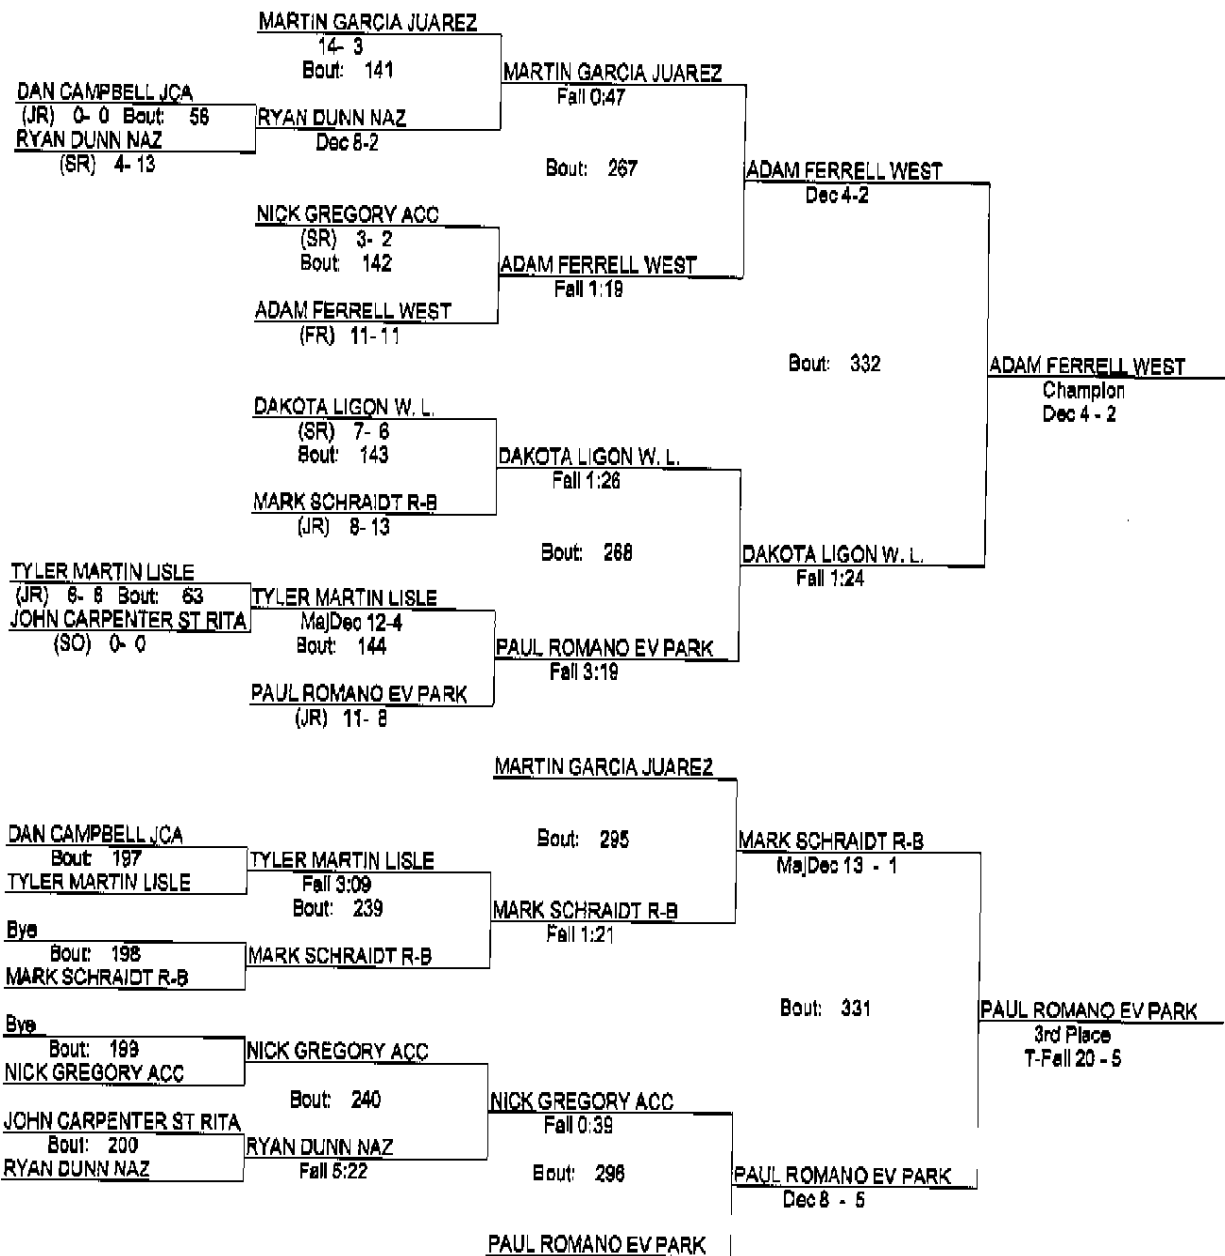 MARTIN GARCIA JUAREZ
14- 3
Bout: 141
MARTIN GARCIA JUAREZ
Fall 0:47
DAN CAMPBELL JCA
(JR) 0- 0 Bout: 56
RYAN DUNN NAZ
(SR) 4- 13
RYAN DUNN NAZ
Dec 8-2
Bout: 267
ADAM FERRELL WEST
Dec 4-2
NICK GREGORY ACC
(SR) 3- 2
Bout: 142
ADAM FERRELL WEST
Fall 1:19
ADAM FERRELL WEST
(FR) 11- 11
Bout: 332
ADAM FERRELL WEST
Champion
Dec 4 - 2
DAKOTA LIGON W. L.
(SR) 7- 6
Bout: 143
DAKOTA LIGON W. L.
Fall 1:26
MARK SCHRAIDT R-B
(JR) 8- 13
Bout: 268
DAKOTA LIGON W. L.
Fall 1:24
TYLER MARTIN LISLE
(JR) 6- 6 Bout: 63
JOHN CARPENTER ST RITA
(SO) 0- 0
TYLER MARTIN LISLE
MajDec 12-4
Bout: 144
PAUL ROMANO EV PARK
Fall 3:19
PAUL ROMANO EV PARK
(JR) 11- 8
MARTIN GARCIA JUAREZ
Bout: 295
MARK SCHRAIDT R-B
MajDec 13 - 1
DAN CAMPBELL JCA
Bout: 197
TYLER MARTIN LISLE
TYLER MARTIN LISLE
Fall 3:09
Bout: 239
MARK SCHRAIDT R-B
Fall 1:21
Bye
Bout: 198
MARK SCHRAIDT R-B
MARK SCHRAIDT R-B
Bout: 331
PAUL ROMANO EV PARK
3rd Place
T-Fall 20 - 5
Bye
Bout: 199
NICK GREGORY ACC
NICK GREGORY ACC
Bout: 240
NICK GREGORY ACC
Fall 0:39
JOHN CARPENTER ST RITA
Bout: 200
RYAN DUNN NAZ
RYAN DUNN NAZ
Fall 5:22
Bout: 296
PAUL ROMANO EV PARK
Dec 8 - 5
PAUL ROMANO EV PARK